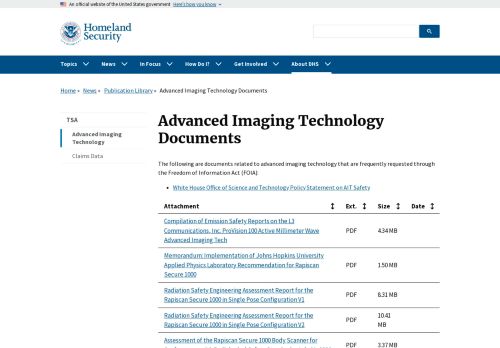 An official website of the United States government Here's how you know
Homeland
Security
Topics News In Focus How Do I? Get Involved About DHS
Home » News » Publication Library » Advanced Imaging Technology Documents
TSA
Advanced Imaging
Technology
Claims Data
Advanced Imaging Technology
Documents
The following are documents related to advanced imaging technology that are frequently requested through
the Freedom of Information Act (FOIA):
White House Office of Science and Technology Policy Statement on AIT Safety
Attachment Ext. Size Date
Compilation of Emission Safety Reports on the L3
Communications, Inc. ProVision 100 Active Millimeter Wave
Advanced Imaging Tech
PDF 4.34 MB
Memorandum: Implementation of Johns Hopkins University
Applied Physics Laboratory Recommendation for Rapiscan
Secure 1000
PDF 1.50 MB
Radiation Safety Engineering Assessment Report for the
Rapiscan Secure 1000 in Single Pose Configuration V1
PDF 8.31 MB
Radiation Safety Engineering Assessment Report for the
Rapiscan Secure 1000 in Single Pose Configuration V2
PDF 10.41
MB
Assessment of the Rapiscan Secure 1000 Body Scanner for
PDF 3.37 MB